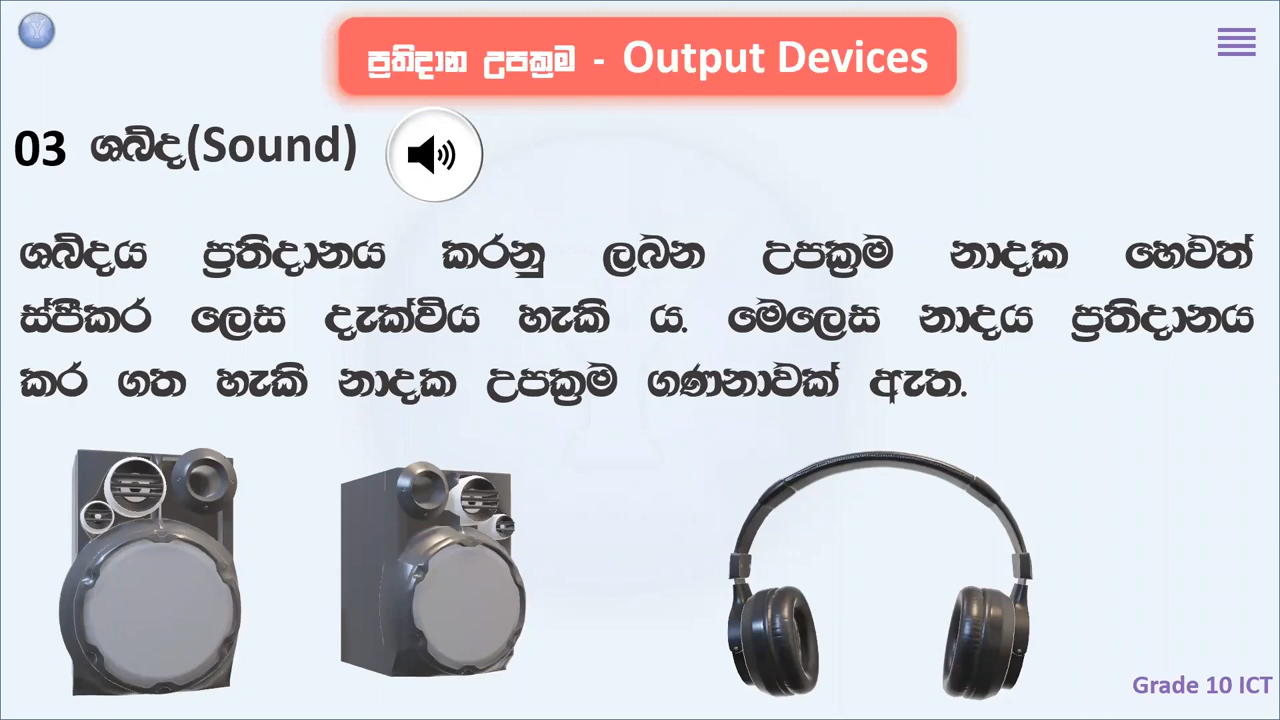 ප්‍රතිදාන උපක්‍රම - Output Devices
03 ශබ්ද(Sound)
ශබ්දය ප්‍රතිදානය කරනු ලබන උපක්‍රම නාදක හෙවත්
ස්පීකර ලෙස දැක්විය හැකි ය. මෙලෙස නාදය ප්‍රතිදානය
කර ගත හැකි නාදක උපක්‍රම ගණනාවක් ඇත.
Grade 10 ICT